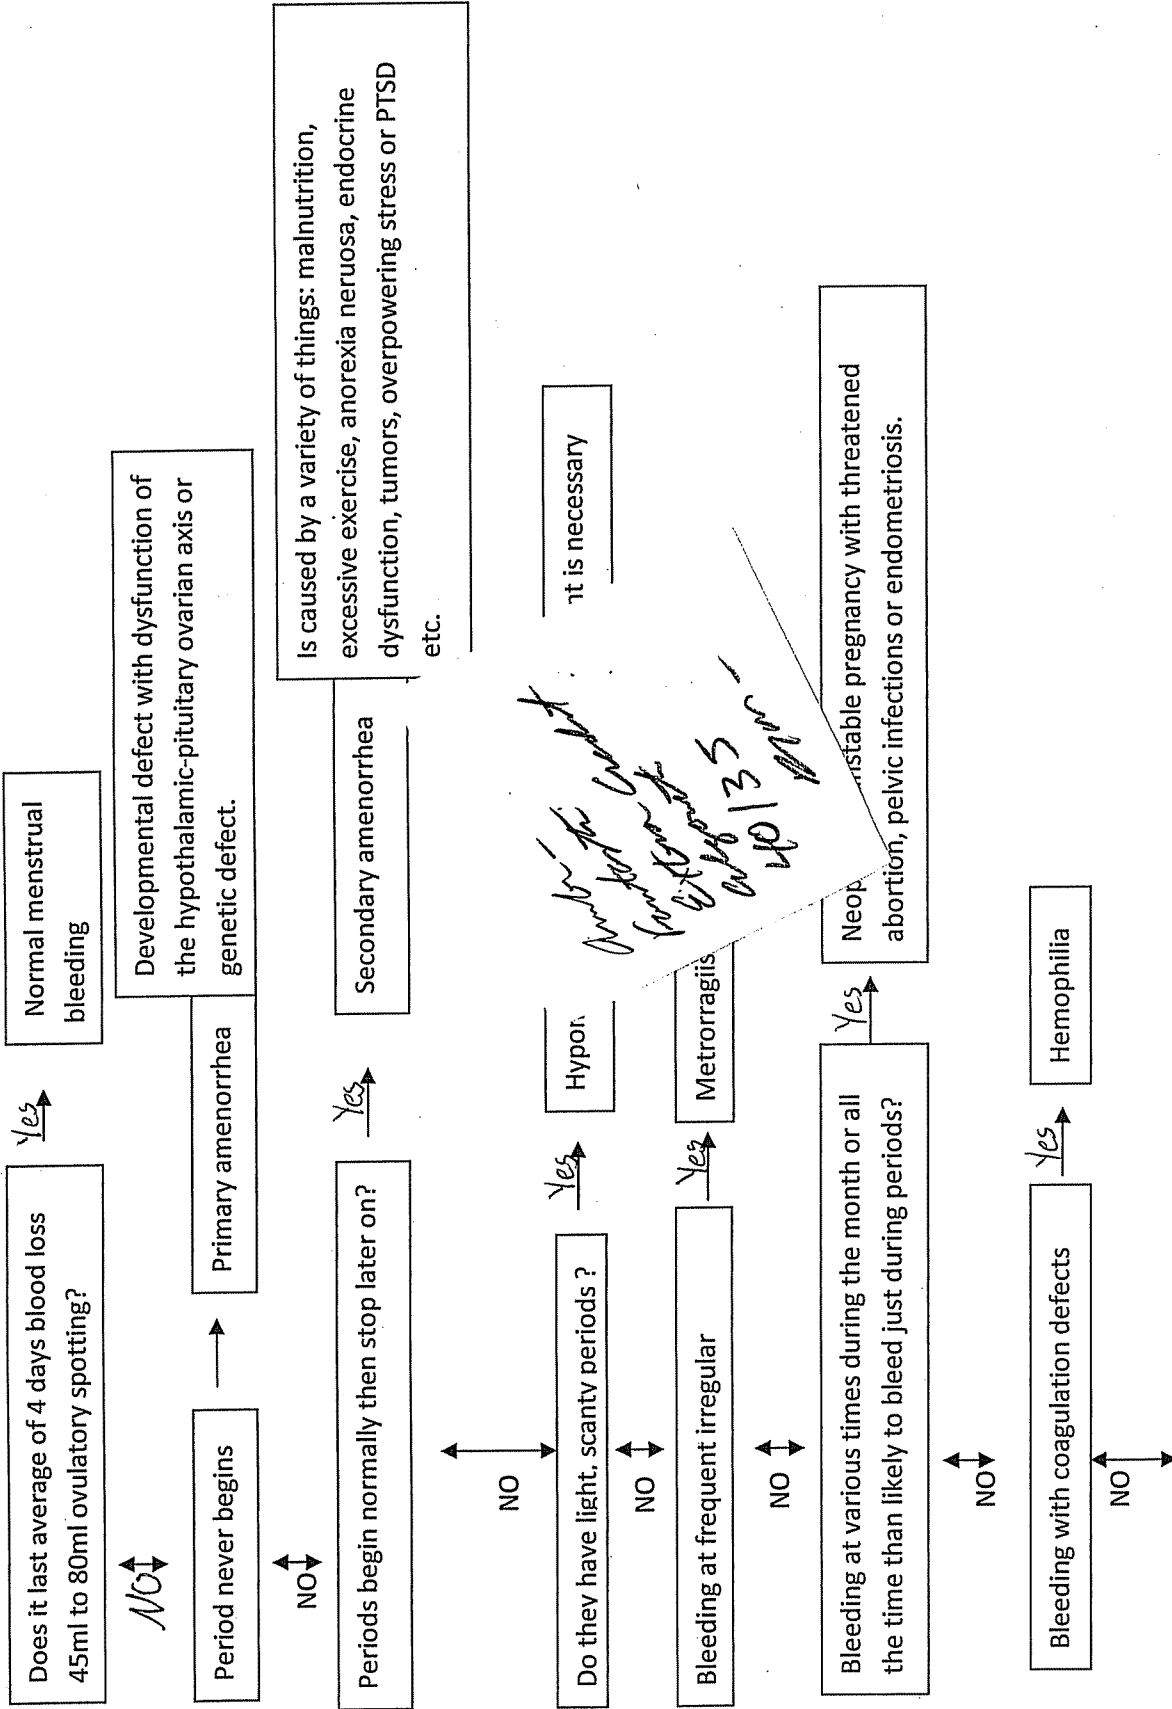 Does it last average of 4 days blood loss
45ml to 80ml ovulatory spotting?
Yes
Normal menstrual
bleeding
NO
Period never begins
Primary amenorrhea
Developmental defect with dysfunction of
the hypothalamic-pituitary ovarian axis or
genetic defect.
NO
Periods begin normally then stop later on?
Yes
Secondary amenorrhea
Is caused by a variety of things: malnutrition,
excessive exercise, anorexia neruosa, endocrine
dysfunction, tumors, overpowering stress or PTSD
etc.
NO
Do they have light, scanty periods ?
Yes
is necessary
NO
Bleeding at frequent irregular
Yes
40/35
NO
Bleeding at various times during the month or all
the time than likely to bleed just during periods?
Yes
pregnancy with threatened
abortion, pelvic infections or endometriosis.
NO
Bleeding with coagulation defects
Yes
Hemophilia
NO